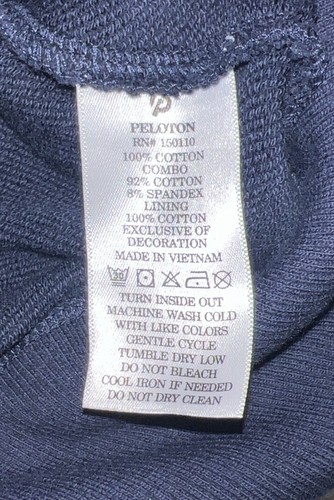 PELOTON
RN# 150110
100% COTTON
COMBO
92% COTTON
8% SPANDEX
LINING
100% COTTON
EXCLUSIVE OF
DECORATION
MADE IN VIETNAM
TURN INSIDE OUT
MACHINE WASH COLD
WITH LIKE COLORS
GENTLE CYCLE
TUMBLE DRY LOW
DO NOT BLEACH
COOL IRON IF NEEDED
DO NOT DRY CLEAN